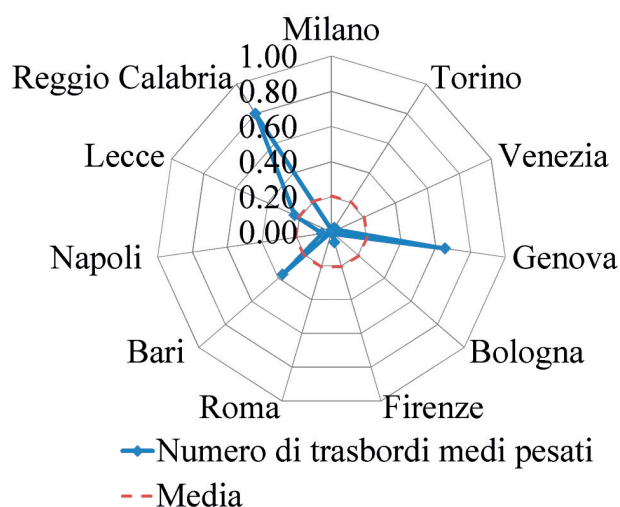 Milano
1.00
Reggio Calabria
Torino
0.80
0.60
Lecce
Venezia
0.40
0.20
0.00
Napoli
Genova
Bari
Bologna
Roma
Firenze
Numero di trasbordi medi pesati
Media